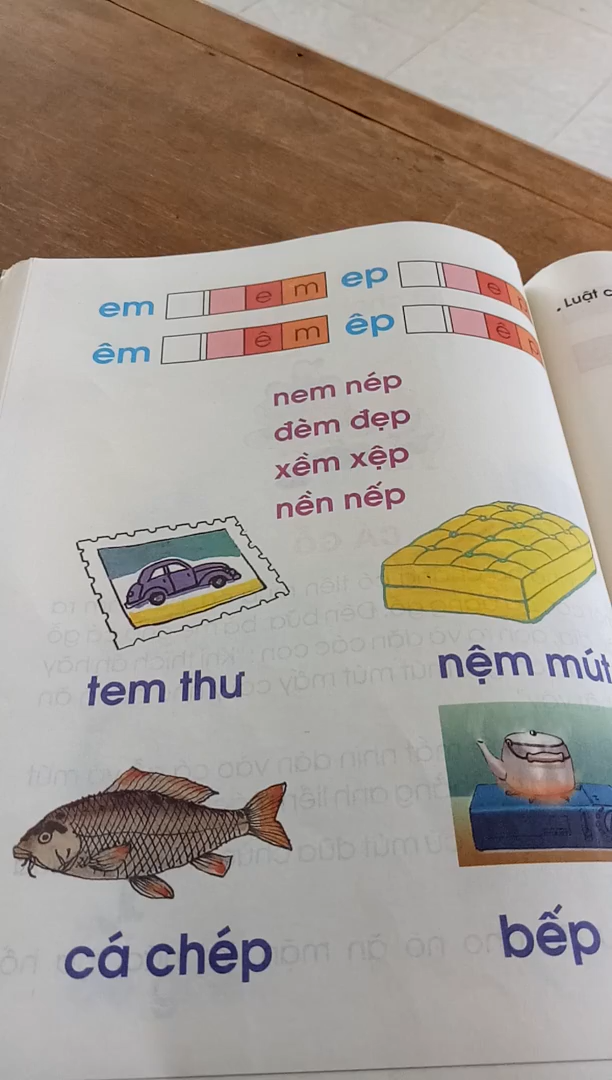 em e m ep e p
êm ê m êp ê p
nem nép
đèm đẹp
xềm xệp
nền nếp
tem thư nệm mút
cá chép bếp
. Luật c